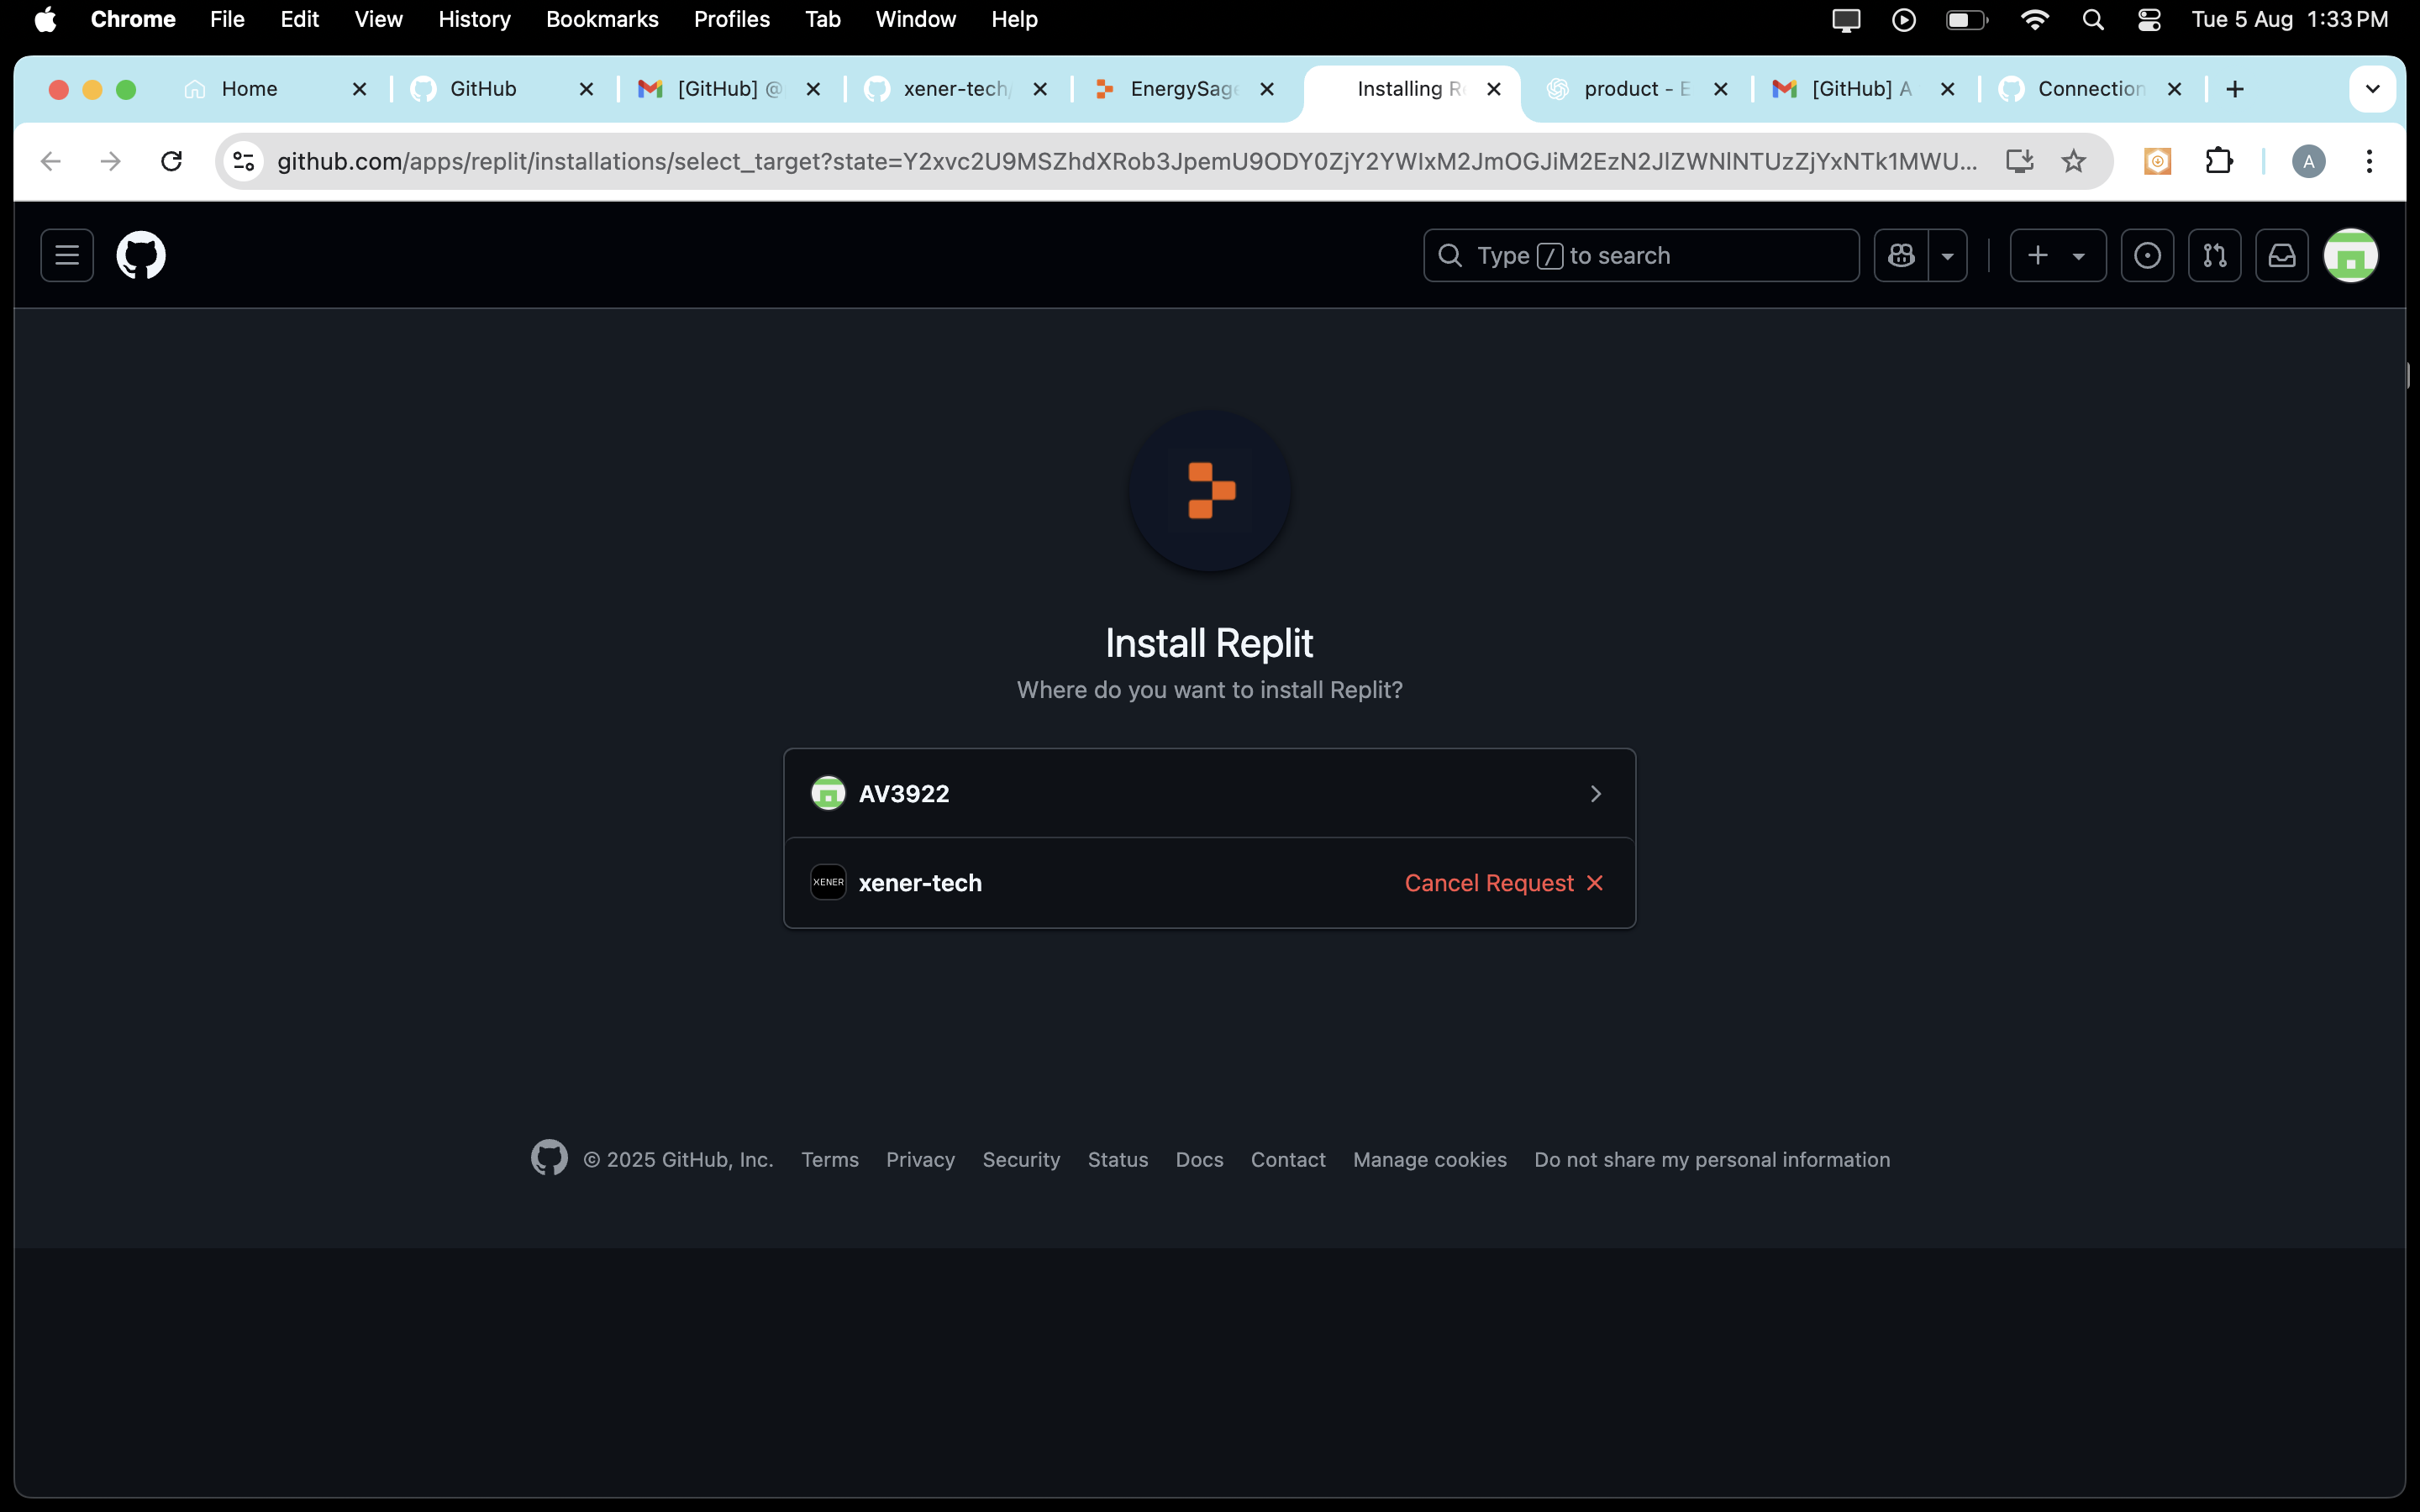 Chrome File Edit View History Bookmarks Profiles Tab Window Help Tue 5 Aug 1:33 PM
Home GitHub [GitHub] @ xener-tech/ EnergySage Installing Re product - E [GitHub] A Connection
github.com/apps/replit/installations/select_target?state=Y2xvc2U9MSZhdXRob3JpemU9ODY0ZjY2YWIxM2JmOGJiM2EzN2JlZWNlNTUzZjYxNTk1MWU... A
Type / to search
Install Replit
Where do you want to install Replit?
AV3922
XENER xener-tech Cancel Request
© 2025 GitHub, Inc. Terms Privacy Security Status Docs Contact Manage cookies Do not share my personal information